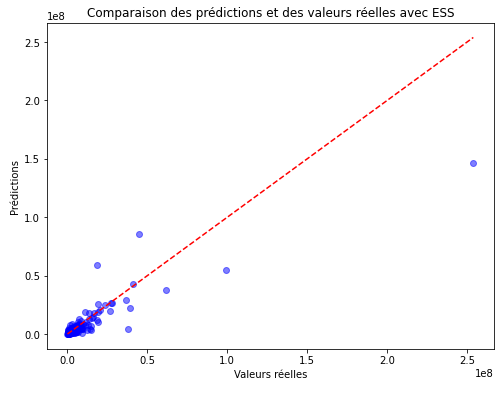 Comparaison des prédictions et des valeurs réelles avec ESS
1e8
2.5
2.0
1.5
1.0
0.5
0.0
Prédictions
0.0 0.5 1.0 1.5 2.0 2.5
Valeurs réelles
1e8